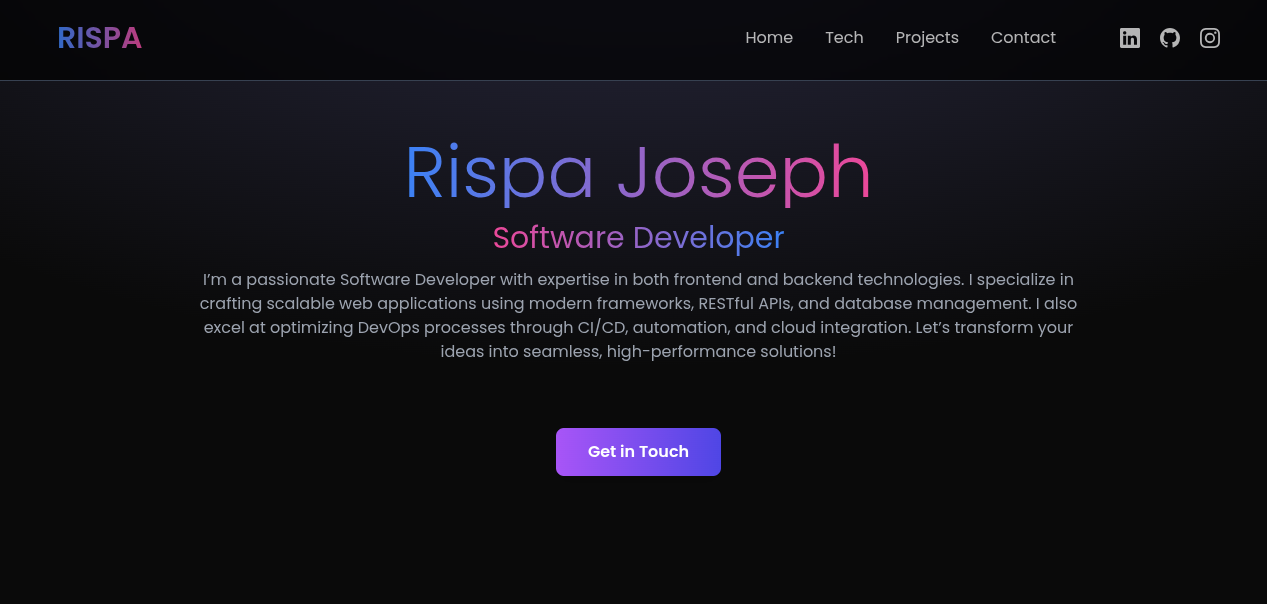 RISPA
Home Tech Projects Contact
Rispa Joseph
Software Developer
I’m a passionate Software Developer with expertise in both frontend and backend technologies. I specialize in
crafting scalable web applications using modern frameworks, RESTful APIs, and database management. I also
excel at optimizing DevOps processes through CI/CD, automation, and cloud integration. Let’s transform your
ideas into seamless, high-performance solutions!
Get in Touch